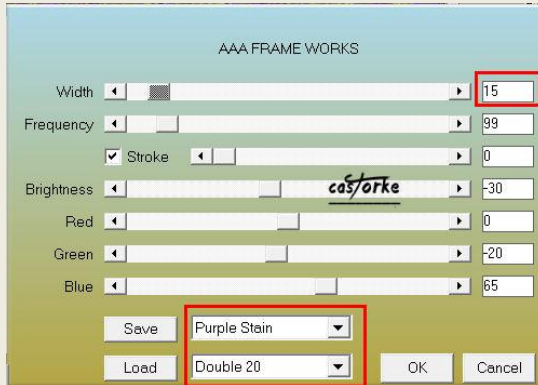 AAA FRAME WORKS
Width 15
Frequency 99
Stroke 0
castorke
Brightness -30
Red 0
Green -20
Blue 65
Save Purple Stain
Load Double 20 OK Cancel